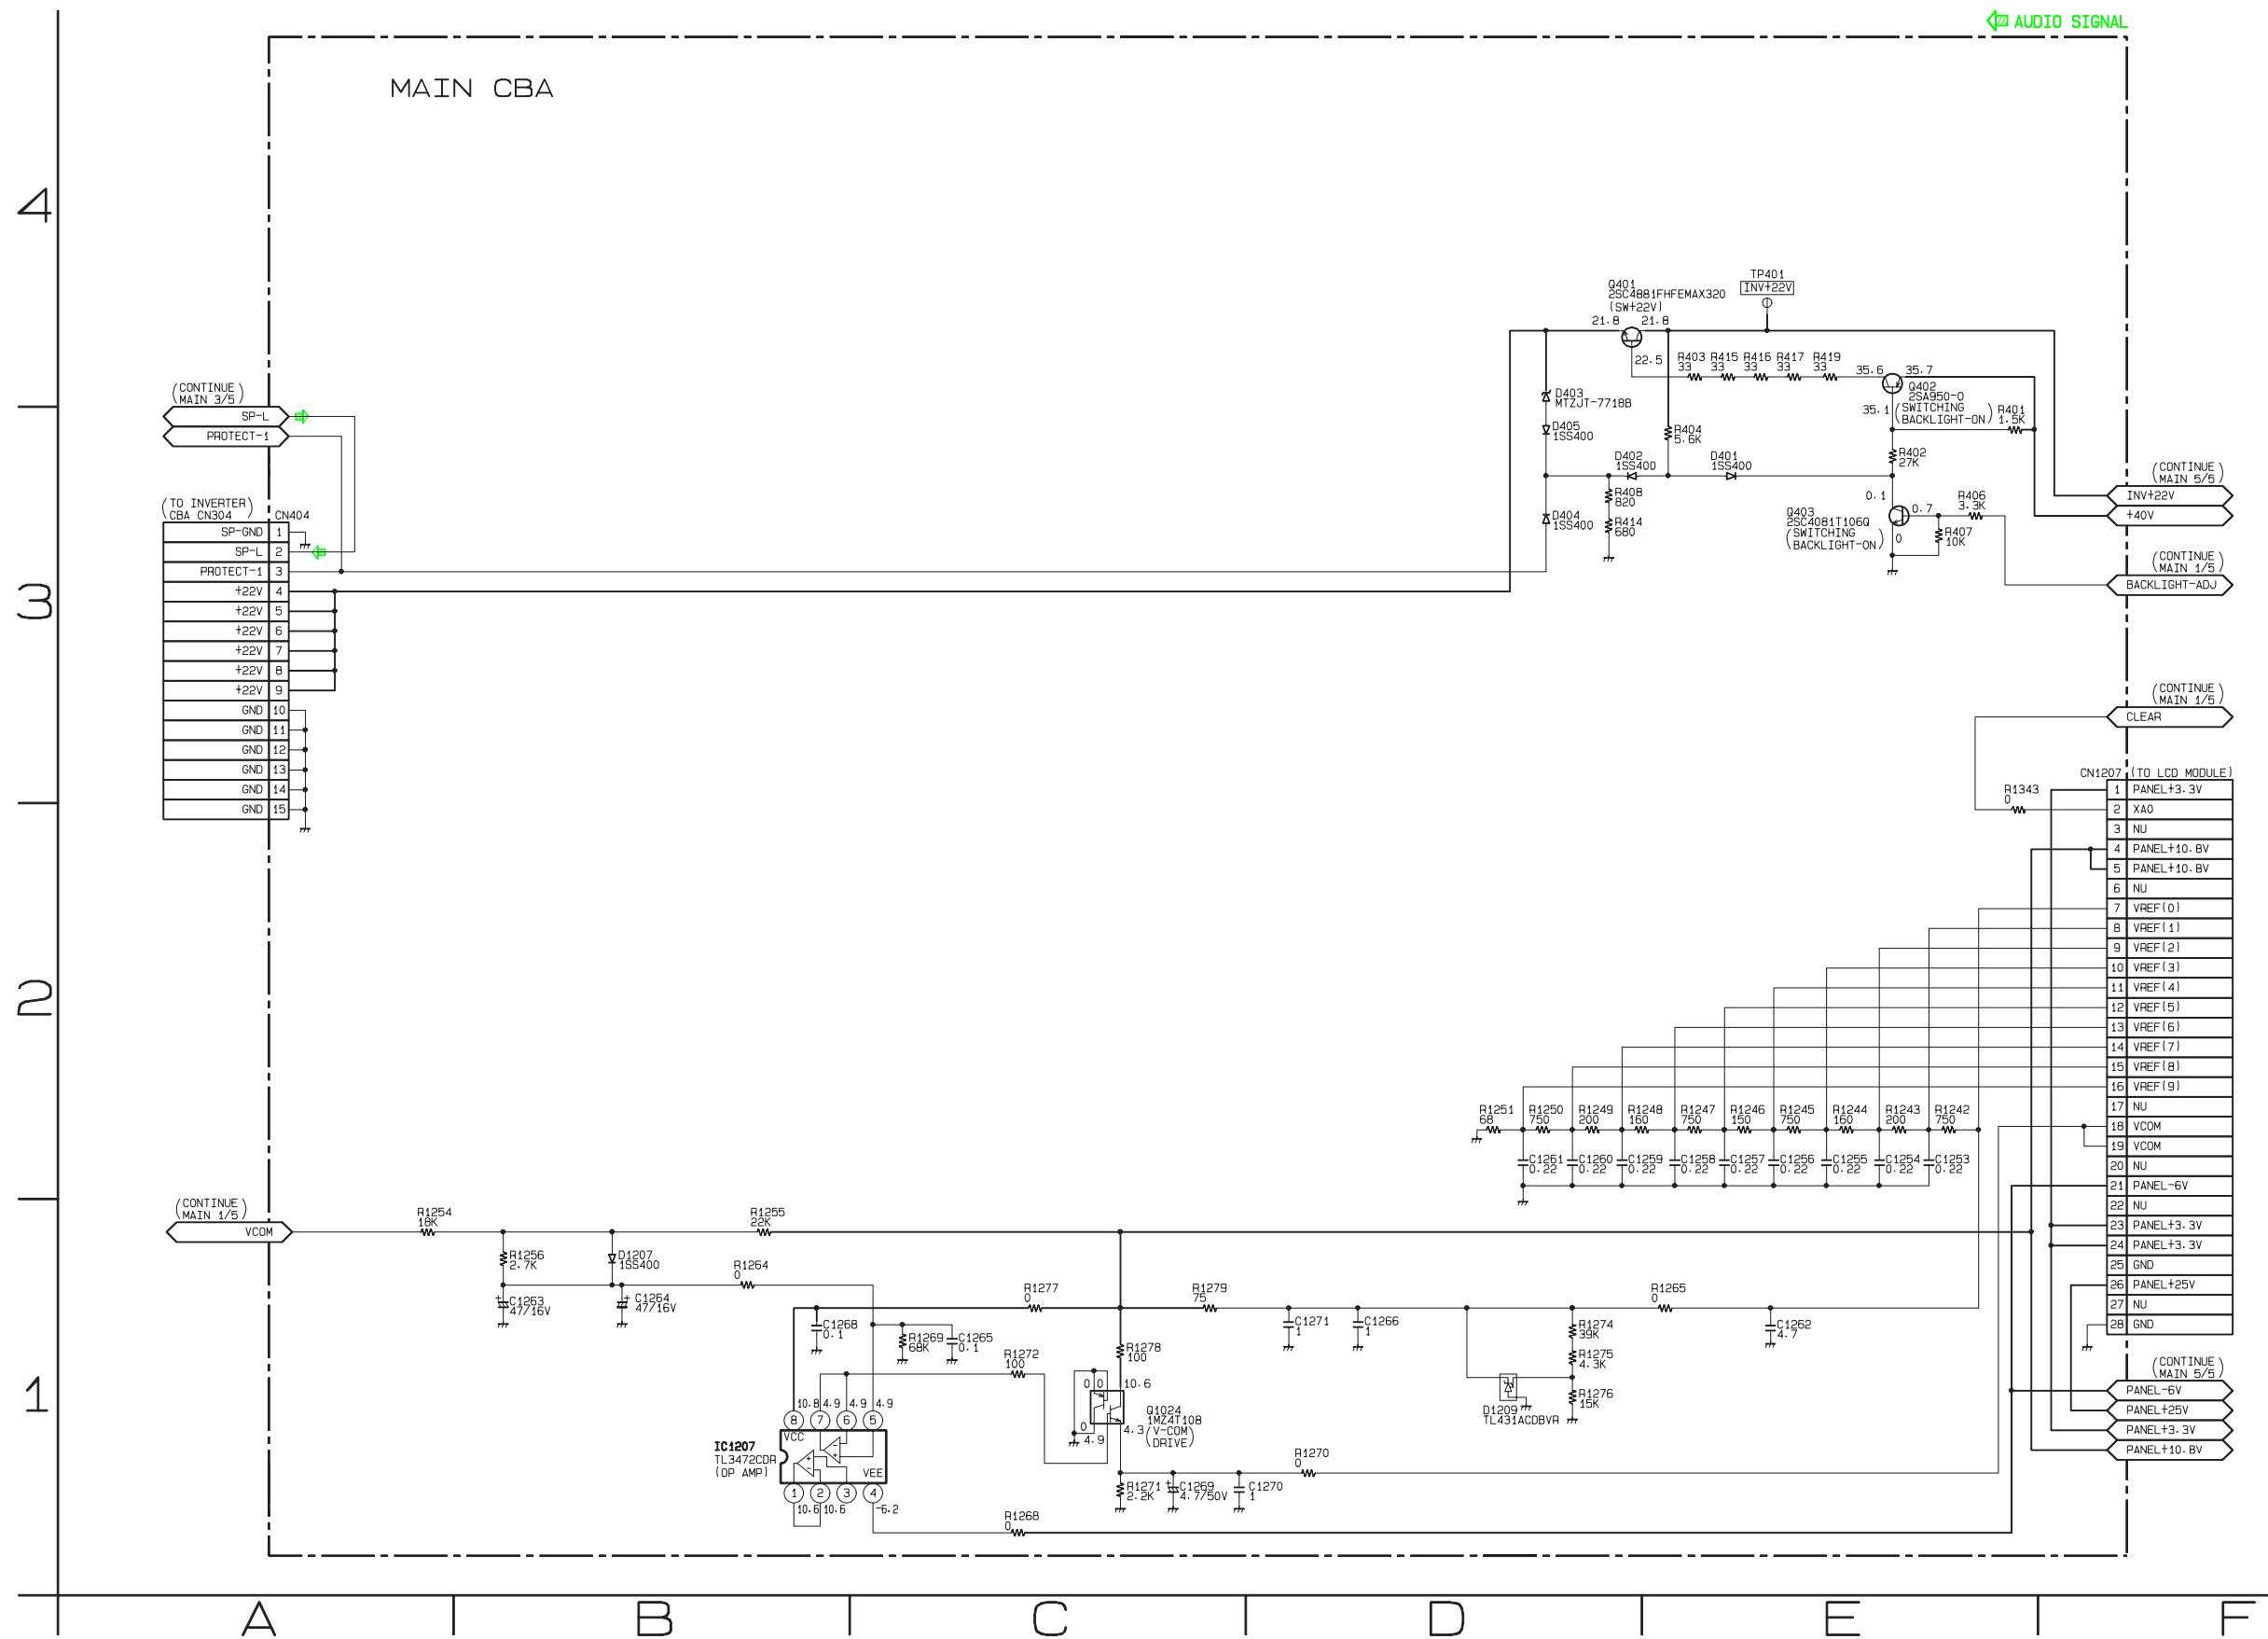 AUDIO SIGNAL
MAIN CBA
4
3
2
1
A
B
C
D
E
F
(CONTINUE
MAIN 3/5)
SP-L
PROTECT-1
(TO INVERTER)
CBA CN304
CN404
SP-GND 1
SP-L 2
PROTECT-1 3
+22V 4
+22V 5
+22V 6
+22V 7
+22V 8
+22V 9
GND 10
GND 11
GND 12
GND 13
GND 14
GND 15
Q401
2SC4881FHFEMAX320
(SW+22V)
21.8
21.8
22.5
TP401
INV+22V
R403
33
R415
33
R416
33
R417
33
R419
33
35.6
35.7
Q402
2SA950-O
(SWITCHING
BACKLIGHT-ON)
35.1
R401
1.5K
D403
MTZJT-7718B
D405
1SS400
R404
5.6K
R402
27K
D402
1SS400
D401
1SS400
R408
820
D404
1SS400
R414
680
0.1
Q403
2SC4081T106Q
(SWITCHING
BACKLIGHT-ON)
0.7
0
R406
3.3K
R407
10K
(CONTINUE
MAIN 5/5)
INV+22V
+40V
(CONTINUE
MAIN 1/5)
BACKLIGHT-ADJ
(CONTINUE
MAIN 1/5)
CLEAR
R1343
0
CN1207 (TO LCD MODULE)
1 PANEL+3.3V
2 XAO
3 NU
4 PANEL+10.8V
5 PANEL+10.8V
6 NU
7 VREF(0)
8 VREF(1)
9 VREF(2)
10 VREF(3)
11 VREF(4)
12 VREF(5)
13 VREF(6)
14 VREF(7)
15 VREF(8)
16 VREF(9)
17 NU
18 VCOM
19 VCOM
20 NU
21 PANEL-6V
22 NU
23 PANEL+3.3V
24 PANEL+3.3V
25 GND
26 PANEL+25V
27 NU
28 GND
(CONTINUE
MAIN 5/5)
PANEL-6V
PANEL+25V
PANEL+3.3V
PANEL+10.8V
R1251
68
R1250
750
R1249
200
R1248
160
R1247
750
R1246
150
R1245
750
R1244
160
R1243
200
R1242
750
C1261
0.22
C1260
0.22
C1259
0.22
C1258
0.22
C1257
0.22
C1256
0.22
C1255
0.22
C1254
0.22
C1253
0.22
(CONTINUE
MAIN 1/5)
VCOM
R1254
18K
R1255
22K
R1256
2.7K
D1207
1SS400
R1264
0
C1263
47/16V
C1264
47/16V
R1277
0
R1279
75
R1265
0
C1268
0.1
R1269
68K
C1265
0.1
R1272
100
R1278
100
C1271
1
C1266
1
R1274
39K
R1275
4.3K
R1276
15K
C1262
4.7
D1209
TL431ACDBVR
0 0 10.6
0
4.9
4.3
Q1024
1MZ4T108
(V-COM
DRIVE)
10.8 4.9 4.9 4.9
8 7 6 5
VCC
IC1207
TL3472CDR
(OP AMP)
VEE
1 2 3 4
10.6 10.6 -6.2
R1270
0
R1271
2.2K
C1269
4.7/50V
C1270
1
R1268
0